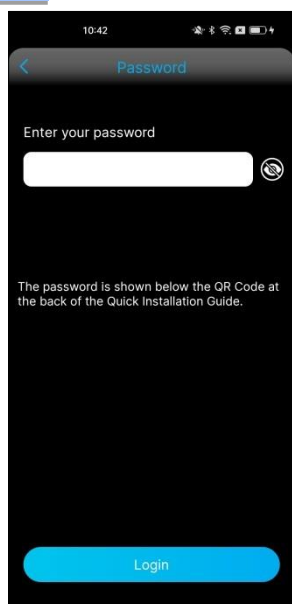 10:42
Password
Enter your password
The password is shown below the QR Code at
the back of the Quick Installation Guide.
Login